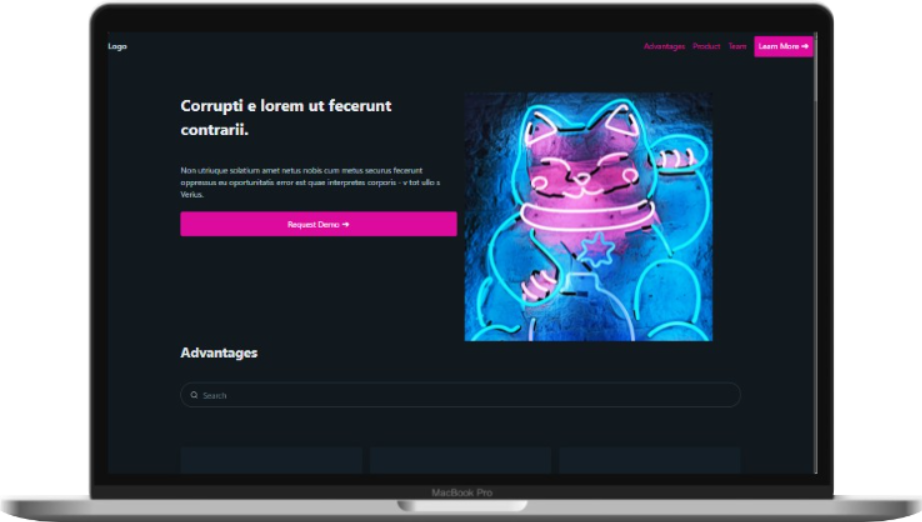 Logo
Advantages Product Team Learn More →
Corrupti e lorem ut fecerunt
contrarii.
Non utriuque solatium amet netus nobis cum metus securus fecerunt
oppressus eu oportunitatis error est quae interpretes corporis - v tot ullo s
Verius.
Request Demo →
Advantages
Search
MacBook Pro